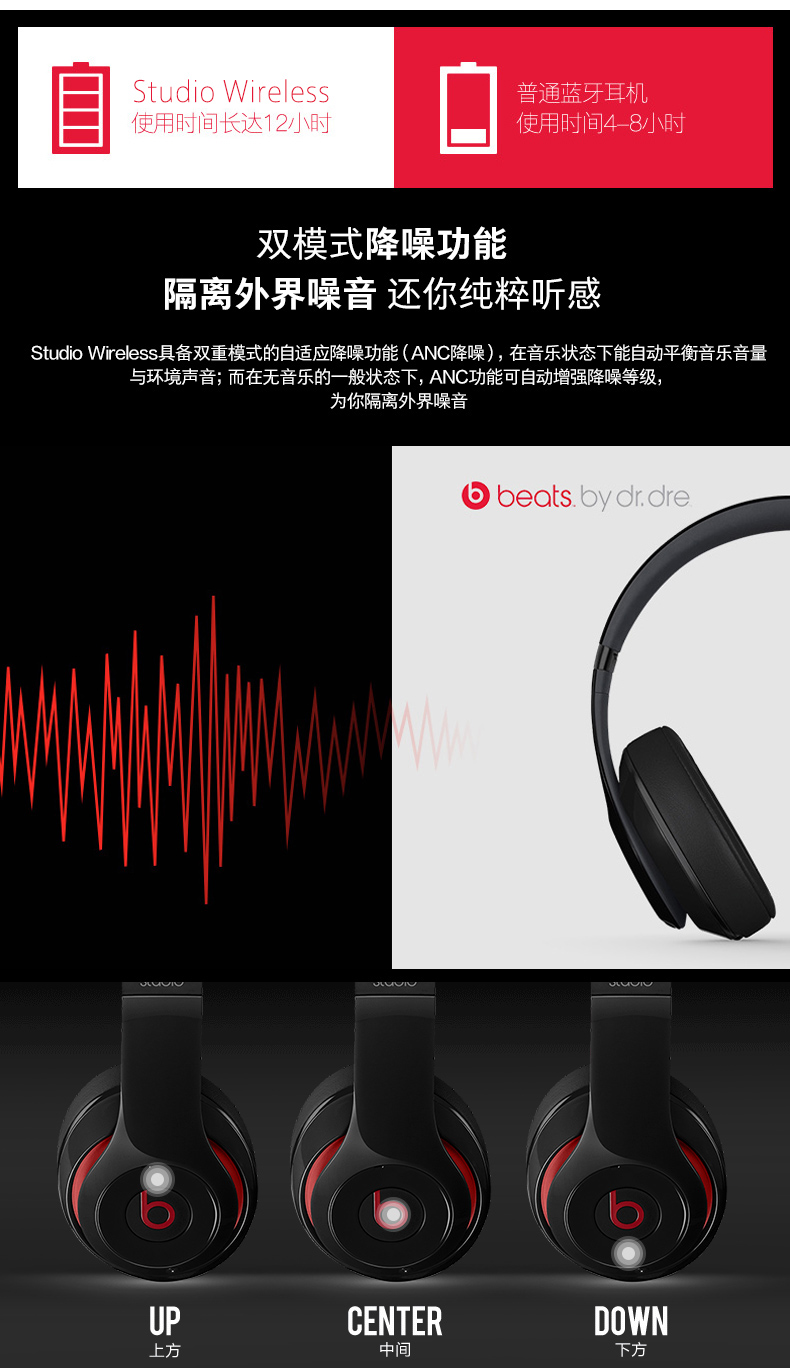 Studio Wireless
使用时间长达12小时
普通蓝牙耳机
使用时间4-8小时
双模式降噪功能
隔离外界噪音 还你纯粹听感
Studio Wireless具备双重模式的自适应降噪功能（ANC降噪），在音乐状态下能自动平衡音乐音量
与环境声音；而在无音乐的一般状态下，ANC功能可自动增强降噪等级，
为你隔离外界噪音
b beats. by dr. dre
studio
studio
studio
b
b
b
UP
CENTER
DOWN
上方
中间
下方